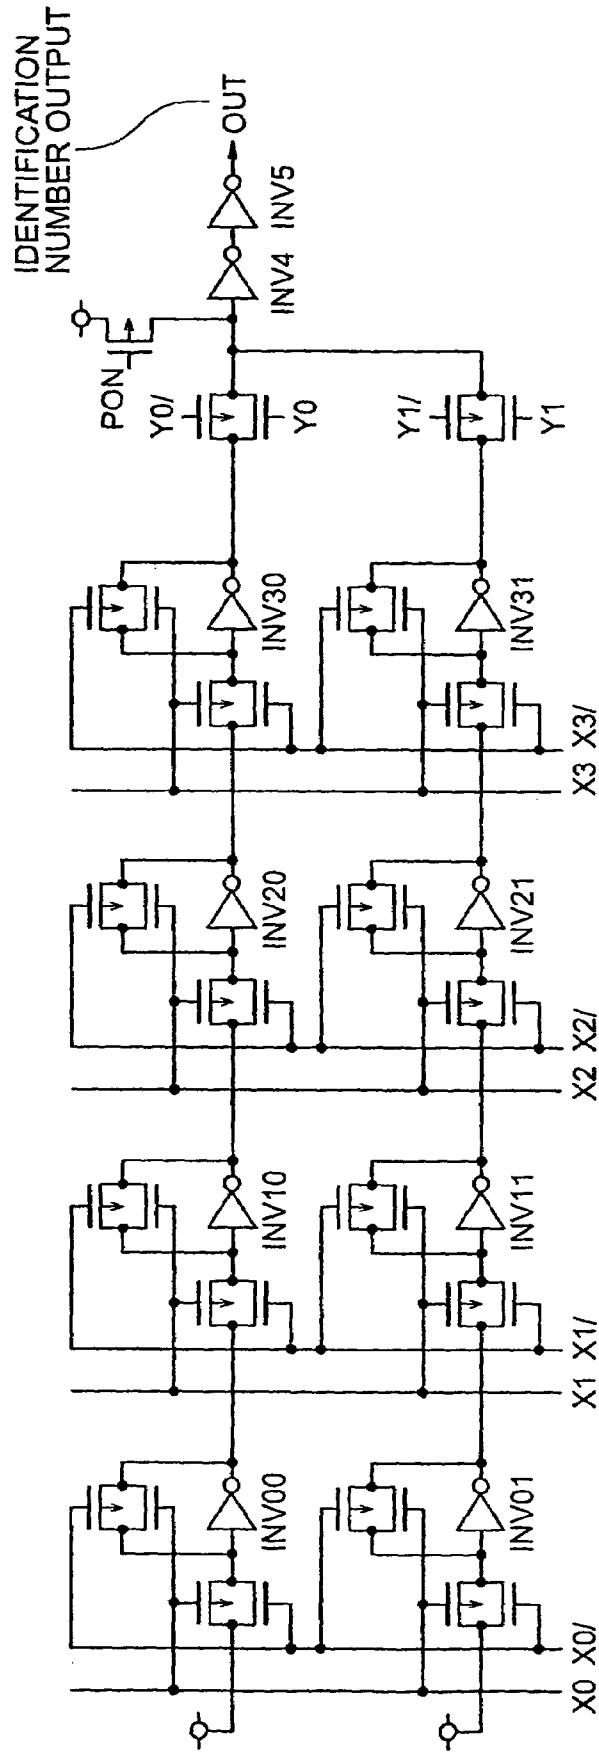 IDENTIFICATION
NUMBER OUTPUT
OUT
INV5
INV4
PON
Y0/
Y0
Y1/
Y1
INV30
INV31
X3 X3/
INV20
INV21
X2 X2/
INV10
INV11
X1 X1/
INV00
INV01
X0 X0/